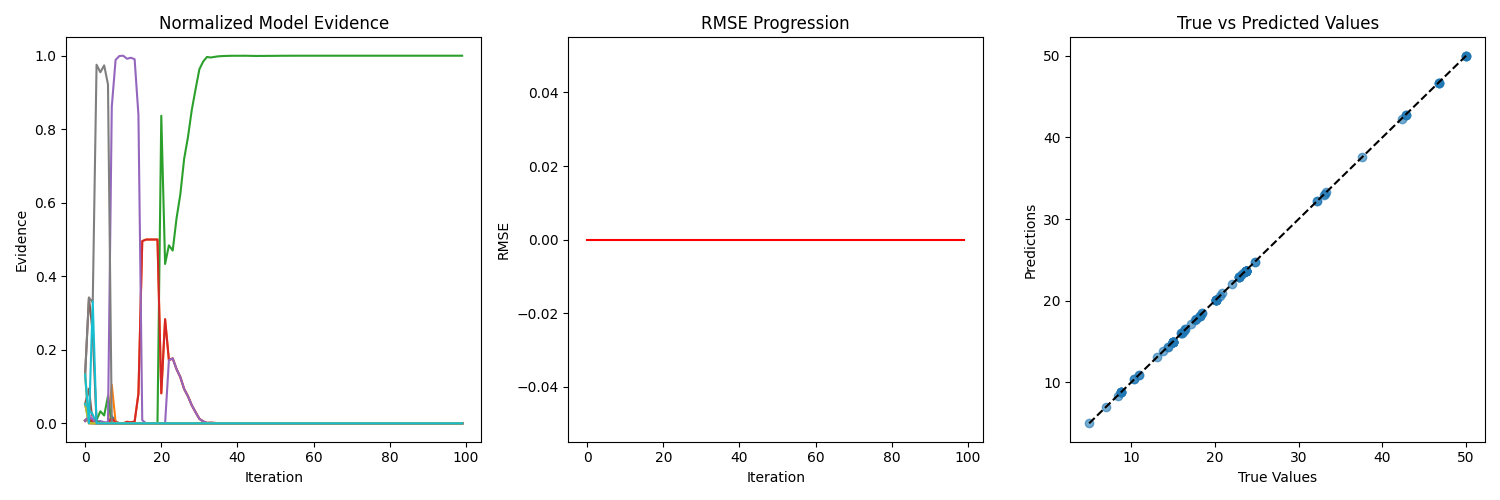 Normalized Model Evidence
Evidence
1.0
0.8
0.6
0.4
0.2
0.0
0 20 40 60 80 100
Iteration
RMSE Progression
RMSE
0.04
0.02
0.00
−0.02
−0.04
0 20 40 60 80 100
Iteration
True vs Predicted Values
Predictions
50
40
30
20
10
10 20 30 40 50
True Values